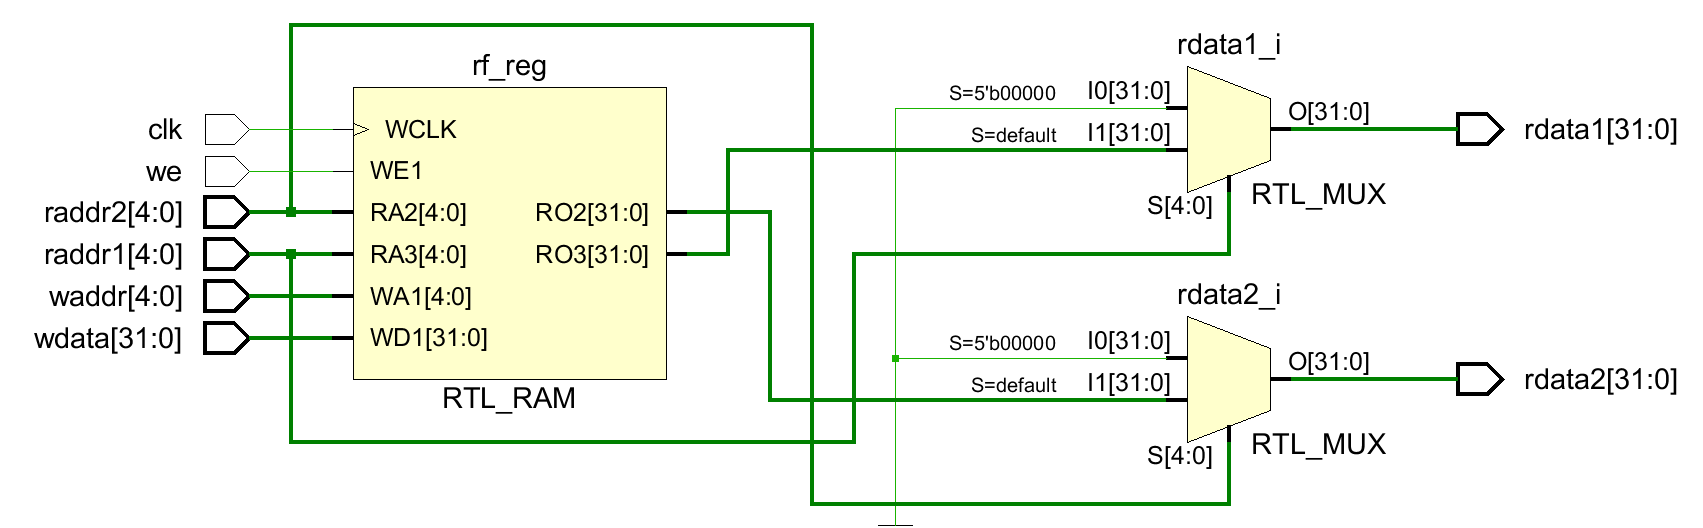 rf_reg
clk
we
raddr2[4:0]
raddr1[4:0]
waddr[4:0]
wdata[31:0]
WCLK
WE1
RA2[4:0]
RA3[4:0]
WA1[4:0]
WD1[31:0]
RO2[31:0]
RO3[31:0]
RTL_RAM
rdata1_i
S=5'b00000
I0[31:0]
S=default
I1[31:0]
S[4:0]
O[31:0]
RTL_MUX
rdata1[31:0]
rdata2_i
S=5'b00000
I0[31:0]
S=default
I1[31:0]
S[4:0]
O[31:0]
RTL_MUX
rdata2[31:0]